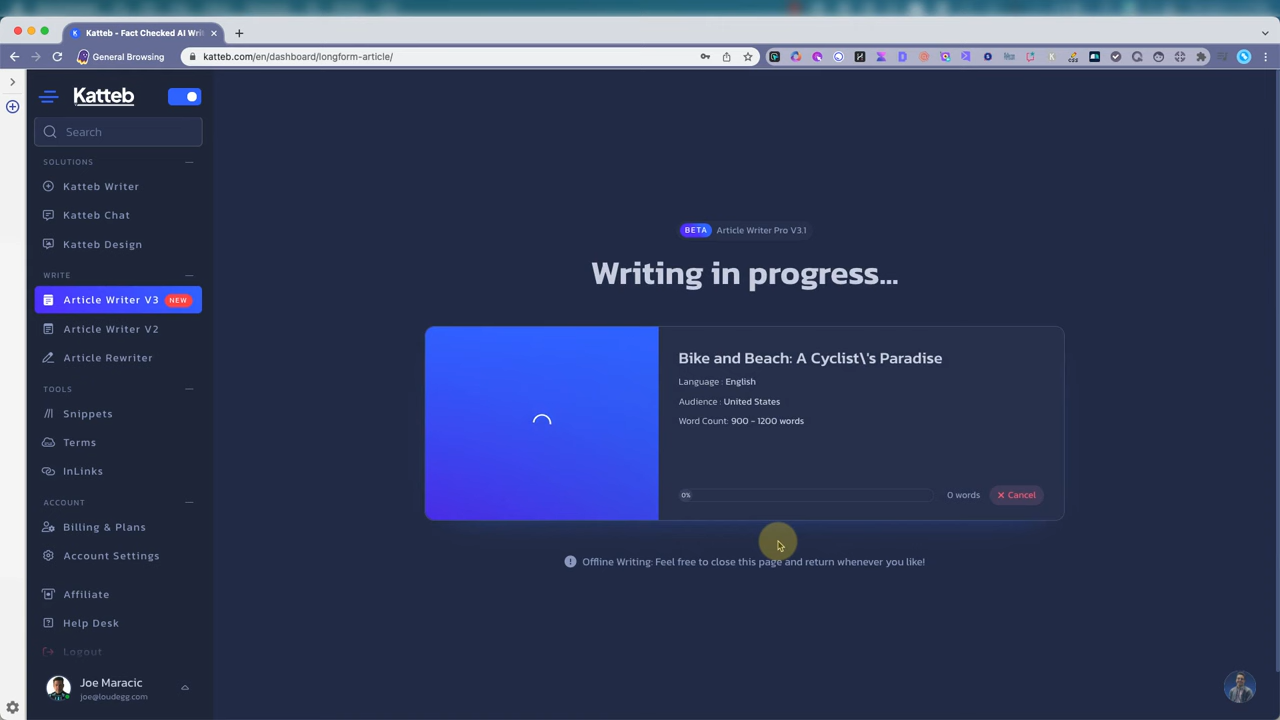 Katteb - Fact Checked AI Wri
General Browsing
katteb.com/en/dashboard/longform-article/
Katteb
Search
SOLUTIONS
Katteb Writer
Katteb Chat
Katteb Design
WRITE
Article Writer V3 NEW
Article Writer V2
Article Rewriter
TOOLS
Snippets
Terms
InLinks
ACCOUNT
Billing & Plans
Account Settings
Affiliate
Help Desk
Logout
Joe Maracic
joe@loudegg.com
BETA Article Writer Pro V3.1
Writing in progress...
Bike and Beach: A Cyclist\'s Paradise
Language : English
Audience : United States
Word Count: 900 - 1200 words
0% 0 words Cancel
Offline Writing: Feel free to close this page and return whenever you like!